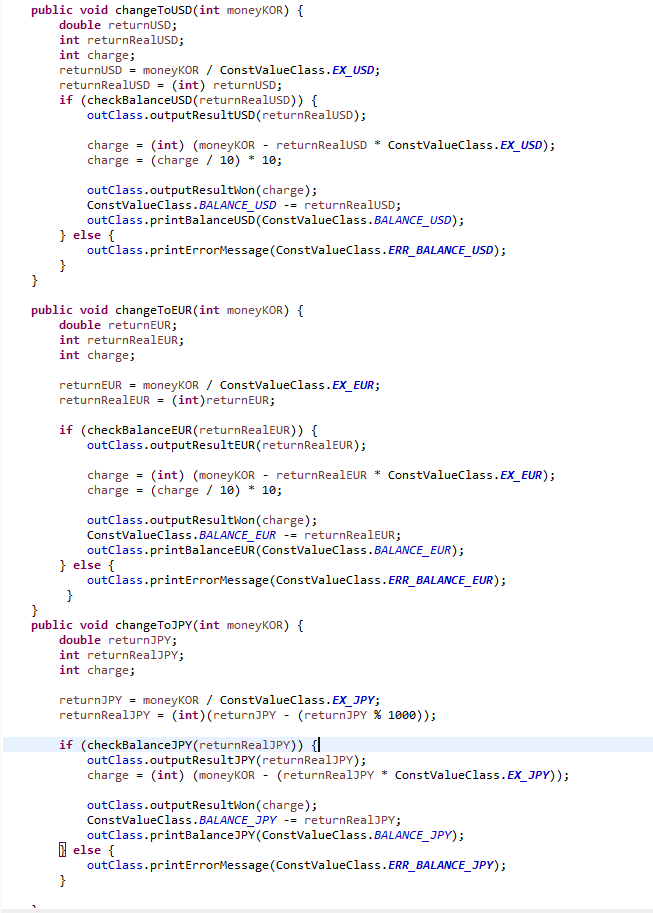 public void changeToUSD(int moneyKOR) {
double returnUSD;
int returnRealUSD;
int charge;
returnUSD = moneyKOR / ConstValueClass.EX_USD;
returnRealUSD = (int) returnUSD;
if (checkBalanceUSD(returnRealUSD)) {
outClass.outputResultUSD(returnRealUSD);
charge = (int) (moneyKOR - returnRealUSD * ConstValueClass.EX_USD);
charge = (charge / 10) * 10;
outClass.outputResultWon(charge);
ConstValueClass.BALANCE_USD -= returnRealUSD;
outClass.printBalanceUSD(ConstValueClass.BALANCE_USD);
} else {
outClass.printErrorMessage(ConstValueClass.ERR_BALANCE_USD);
}
}
public void changeToEUR(int moneyKOR) {
double returnEUR;
int returnRealEUR;
int charge;
returnEUR = moneyKOR / ConstValueClass.EX_EUR;
returnRealEUR = (int)returnEUR;
if (checkBalanceEUR(returnRealEUR)) {
outClass.outputResultEUR(returnRealEUR);
charge = (int) (moneyKOR - returnRealEUR * ConstValueClass.EX_EUR);
charge = (charge / 10) * 10;
outClass.outputResultWon(charge);
ConstValueClass.BALANCE_EUR -= returnRealEUR;
outClass.printBalanceEUR(ConstValueClass.BALANCE_EUR);
} else {
outClass.printErrorMessage(ConstValueClass.ERR_BALANCE_EUR);
}
}
public void changeToJPY(int moneyKOR) {
double returnJPY;
int returnRealJPY;
int charge;
returnJPY = moneyKOR / ConstValueClass.EX_JPY;
returnRealJPY = (int)(returnJPY - (returnJPY % 1000));
if (checkBalanceJPY(returnRealJPY)) {
outClass.outputResultJPY(returnRealJPY);
charge = (int) (moneyKOR - (returnRealJPY * ConstValueClass.EX_JPY));
outClass.outputResultWon(charge);
ConstValueClass.BALANCE_JPY -= returnRealJPY;
outClass.printBalanceJPY(ConstValueClass.BALANCE_JPY);
} else {
outClass.printErrorMessage(ConstValueClass.ERR_BALANCE_JPY);
}